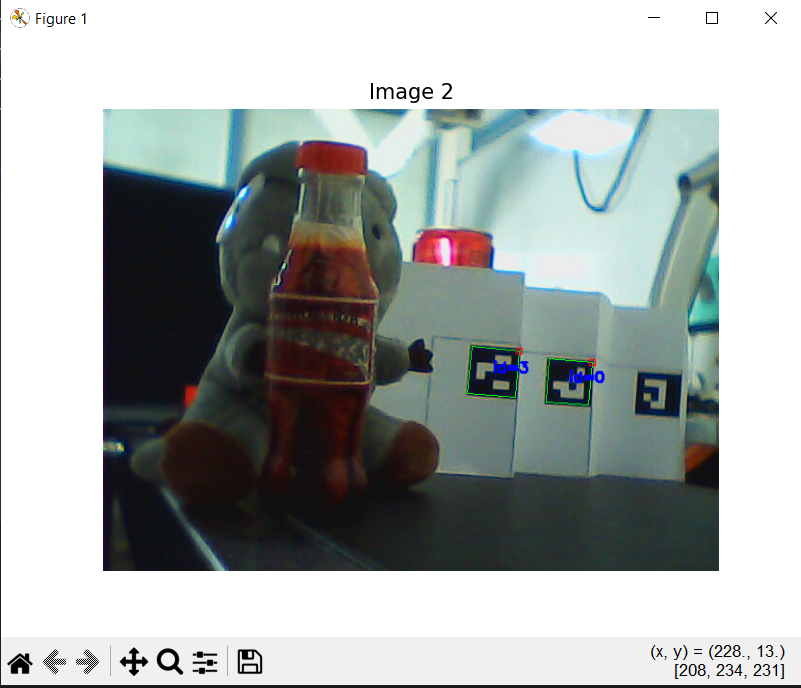 Figure 1
Image 2
id=3
id=0
(x, y) = (228., 13.)
[208, 234, 231]